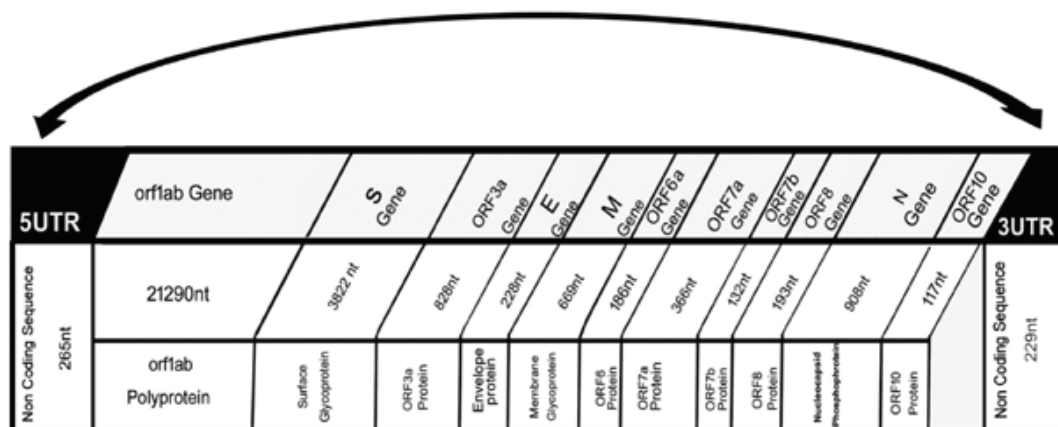 5UTR
orf1ab Gene
S
Gene
ORF3a
Gene
E
Gene
M
Gene
ORF6a
Gene
ORF7a
Gene
ORF7b
Gene
ORF8
Gene
N
Gene
ORF10
Gene
3UTR
Non Coding Sequence
265nt
21290nt
3822 nt
828nt
228nt
669nt
186nt
366nt
132nt
193nt
908nt
117nt
Non Coding Sequence
229nt
orf1ab
Polyprotein
Surface
Glycoprotein
ORF3a
Protein
Envelope
protein
Membrane
Glycoprotein
ORF6
Protein
ORF7a
Protein
ORF7b
Protein
ORF8
Protein
Nucleocapsid
Phosphoprotein
ORF10
Protein